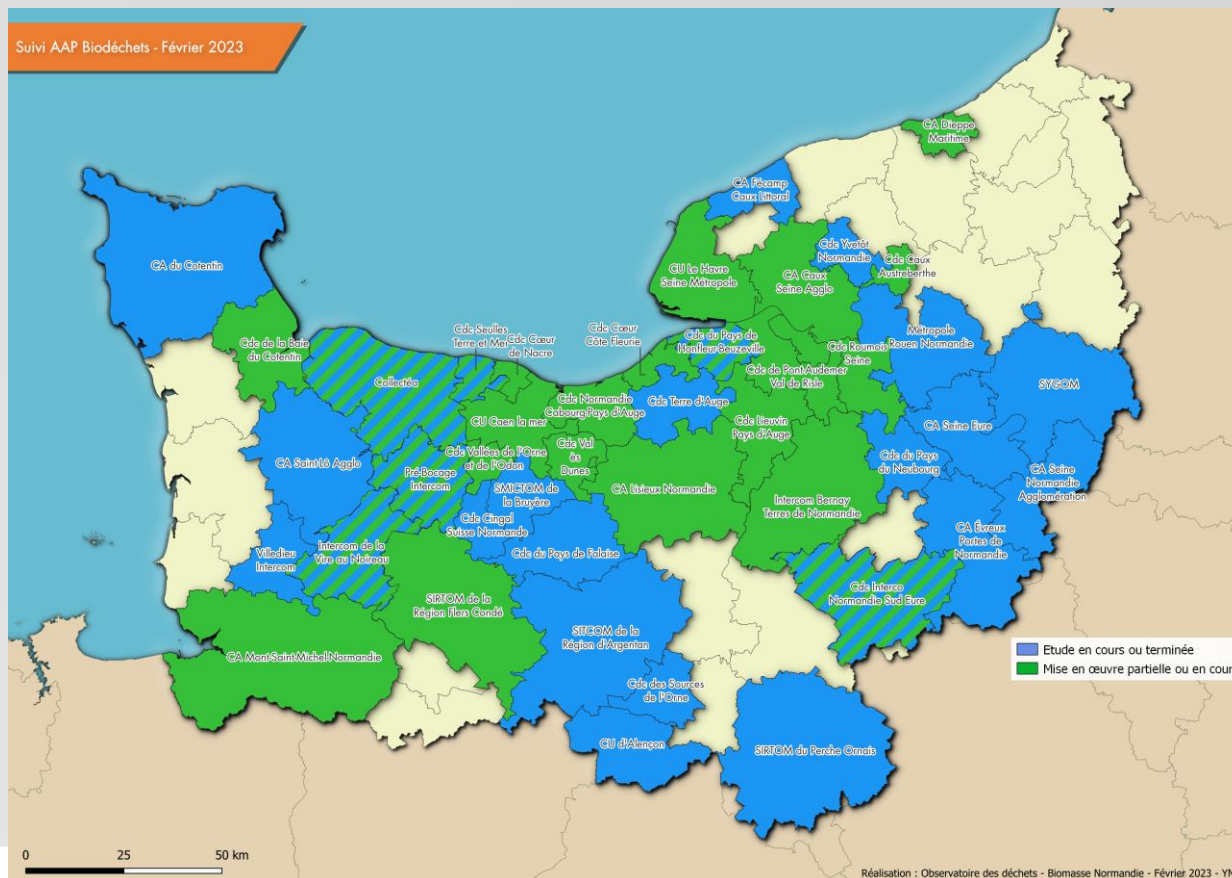 Suivi AAP Biodéchets - Février 2023
CA Dieppe
Maritime
CA Fécamp
Caux Littoral
CA du Cotentin
Cdc Yvetôt
Normandie
Cdc Caux
Austreberthe
CU Le Havre
Seine Métropole
CA Caux
Seine Agglo
Cdc de la Baie
du Cotentin
Cdc Seulles
Terre et Mer
Cdc Cœur
de Nacre
Cdc Cœur
Côte Fleurie
Cdc du Pays de
Honfleur-Beuzeville
Métropole
Rouen Normandie
Cdc Roumois
Seine
Collectéa
Cdc de Pont-Audemer
Val de Risle
SYGOM
Cdc Terre d'Auge
Cdc Normandie
Cabourg-Pays d'Auge
CU Caen la mer
Cdc Lieuvin
Pays d'Auge
CA Seine Eure
Cdc Vallées de l'Orne
et de l'Odon
Cdc Val
ès
Dunes
CA Saint-Lô Agglo
Pré-Bocage
Intercom
Cdc du Pays
du Neubourg
CA Seine
Normandie
Agglomération
SMICTOM de
la Bruyère
CA Lisieux Normandie
Intercom Bernay
Terres de Normandie
Cdc Cingal
Suisse Normande
CA Évreux
Portes de
Normandie
Villedieu
Intercom
Intercom de la
Vire au Noireau
Cdc du Pays de Falaise
Cdc Interco
Normandie Sud Eure
SIRTOM de la
Région Flers Condé
SITCOM de la
Région d'Argentan
CA Mont-Saint-Michel-Normandie
Cdc des Sources
de l'Orne
CU d'Alençon
SIRTOM du Perche Ornais
Etude en cours ou terminée
Mise en œuvre partielle ou en cour
0 25 50 km
Réalisation : Observatoire des déchets - Biomasse Normandie - Février 2023 -